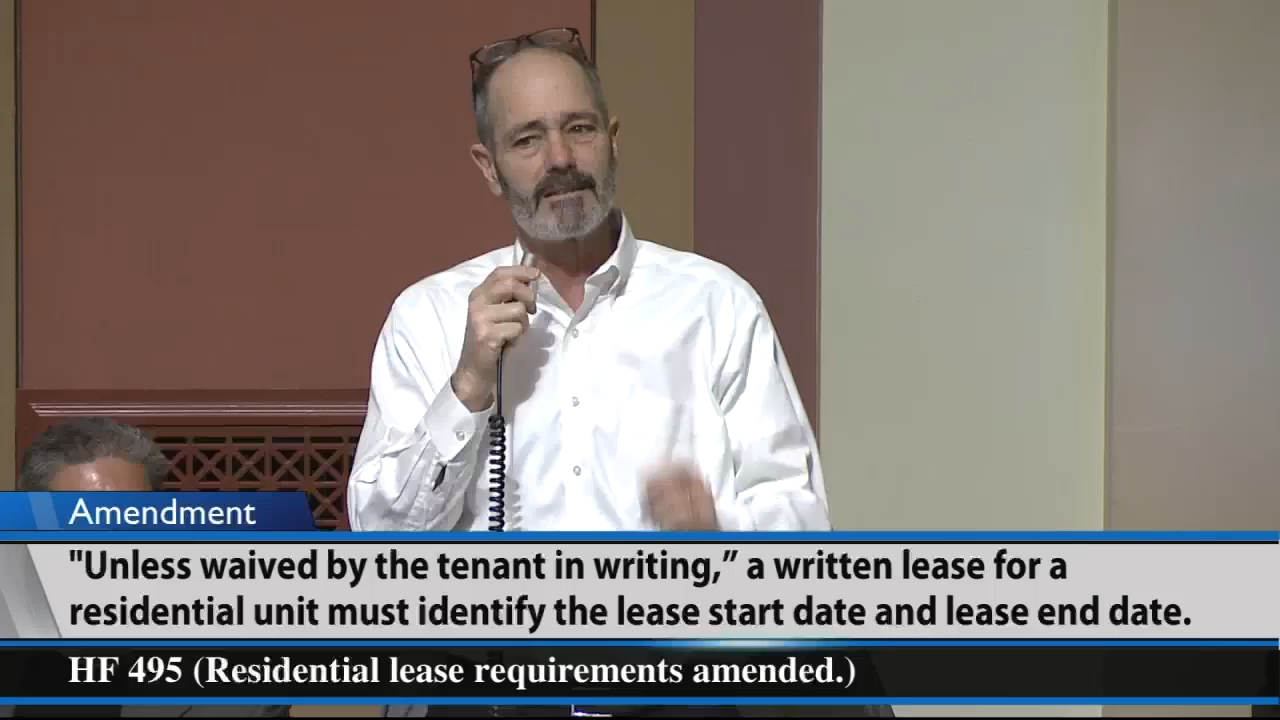 Amendment
"Unless waived by the tenant in writing,” a written lease for a
residential unit must identify the lease start date and lease end date.
HF 495 (Residential lease requirements amended.)